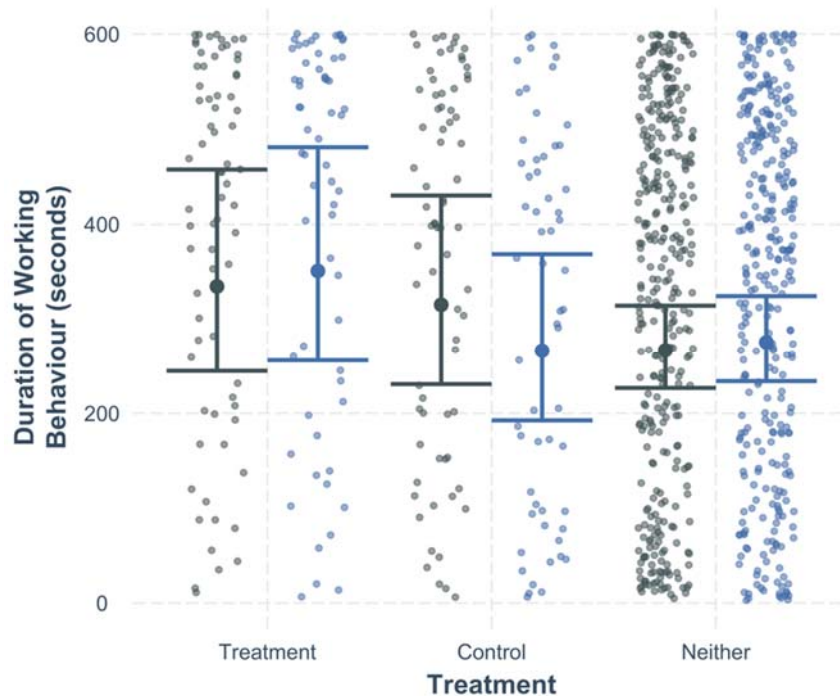 600
400
200
0
Duration of Working
Behaviour (seconds)
Treatment Control Neither
Treatment